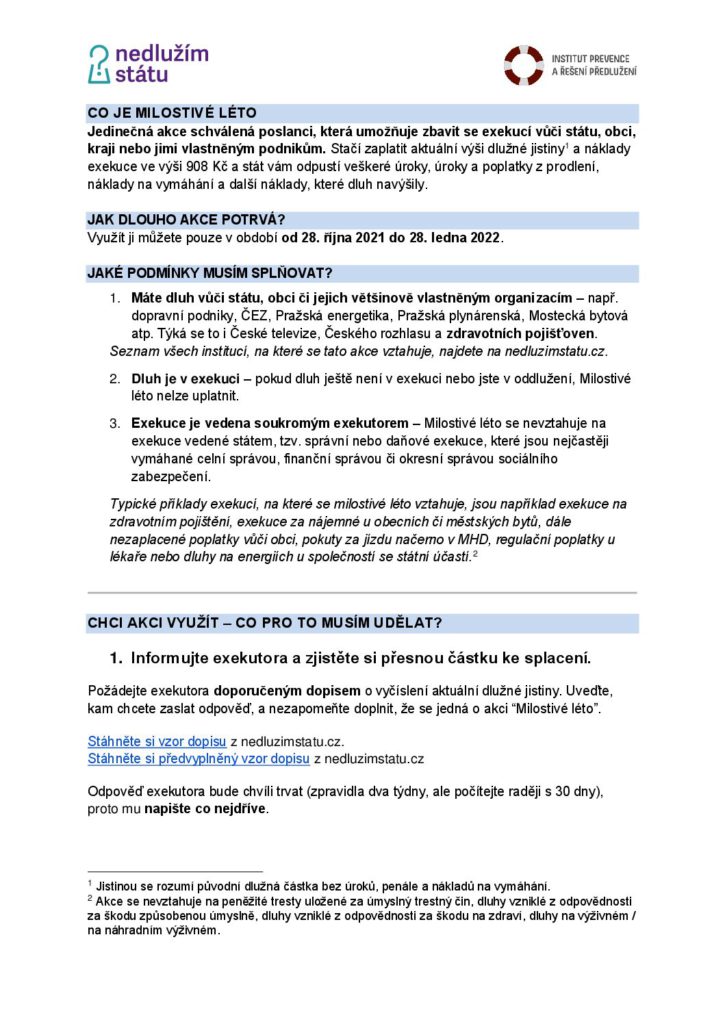 nedlužím
státu
INSTITUT PREVENCE
A ŘEŠENÍ PŘEDLUŽENÍ
CO JE MILOSTIVÉ LÉTO
Jedinečná akce schválená poslanci, která umožňuje zbavit se exekucí vůči státu, obci,
kraji nebo jimi vlastněným podnikům. Stačí zaplatit aktuální výši dlužné jistiny1 a náklady
exekuce ve výši 908 Kč a stát vám odpustí veškeré úroky, úroky a poplatky z prodlení,
náklady na vymáhání a další náklady, které dluh navýšily.
JAK DLOUHO AKCE POTRVÁ?
Využít ji můžete pouze v období od 28. října 2021 do 28. ledna 2022.
JAKÉ PODMÍNKY MUSÍM SPLŇOVAT?
1. Máte dluh vůči státu, obci či jejich většinově vlastněným organizacím – např.
dopravní podniky, ČEZ, Pražská energetika, Pražská plynárenská, Mostecká bytová
atp. Týká se to i České televize, Českého rozhlasu a zdravotních pojišťoven.
Seznam všech institucí, na které se tato akce vztahuje, najdete na nedluzimstatu.cz.
2. Dluh je v exekuci – pokud dluh ještě není v exekuci nebo jste v oddlužení, Milostivé
léto nelze uplatnit.
3. Exekuce je vedena soukromým exekutorem – Milostivé léto se nevztahuje na
exekuce vedené státem, tzv. správní nebo daňové exekuce, které jsou nejčastěji
vymáhané celní správou, finanční správou či okresní správou sociálního
zabezpečení.
Typické příklady exekucí, na které se milostivé léto vztahuje, jsou například exekuce na
zdravotním pojištění, exekuce za nájemné u obecních či městských bytů, dále
nezaplacené poplatky vůči obci, pokuty za jízdu načerno v MHD, regulační poplatky u
lékaře nebo dluhy na energiích u společností se státní účastí.2
CHCI AKCI VYUŽÍT – CO PRO TO MUSÍM UDĚLAT?
1. Informujte exekutora a zjistěte si přesnou částku ke splacení.
Požádejte exekutora doporučeným dopisem o vyčíslení aktuální dlužné jistiny. Uveďte,
kam chcete zaslat odpověď, a nezapomeňte doplnit, že se jedná o akci “Milostivé léto”.
Stáhněte si vzor dopisu z nedluzimstatu.cz.
Stáhněte si předvyplněný vzor dopisu z nedluzimstatu.cz
Odpověď exekutora bude chvíli trvat (zpravidla dva týdny, ale počítejte raději s 30 dny),
proto mu napište co nejdříve.
1 Jistinou se rozumí původní dlužná částka bez úroků, penále a nákladů na vymáhání.
2 Akce se nevztahuje na peněžité tresty uložené za úmyslný trestný čin, dluhy vzniklé z odpovědnosti
za škodu způsobenou úmyslně, dluhy vzniklé z odpovědnosti za škodu na zdraví, dluhy na výživném /
na náhradním výživném.